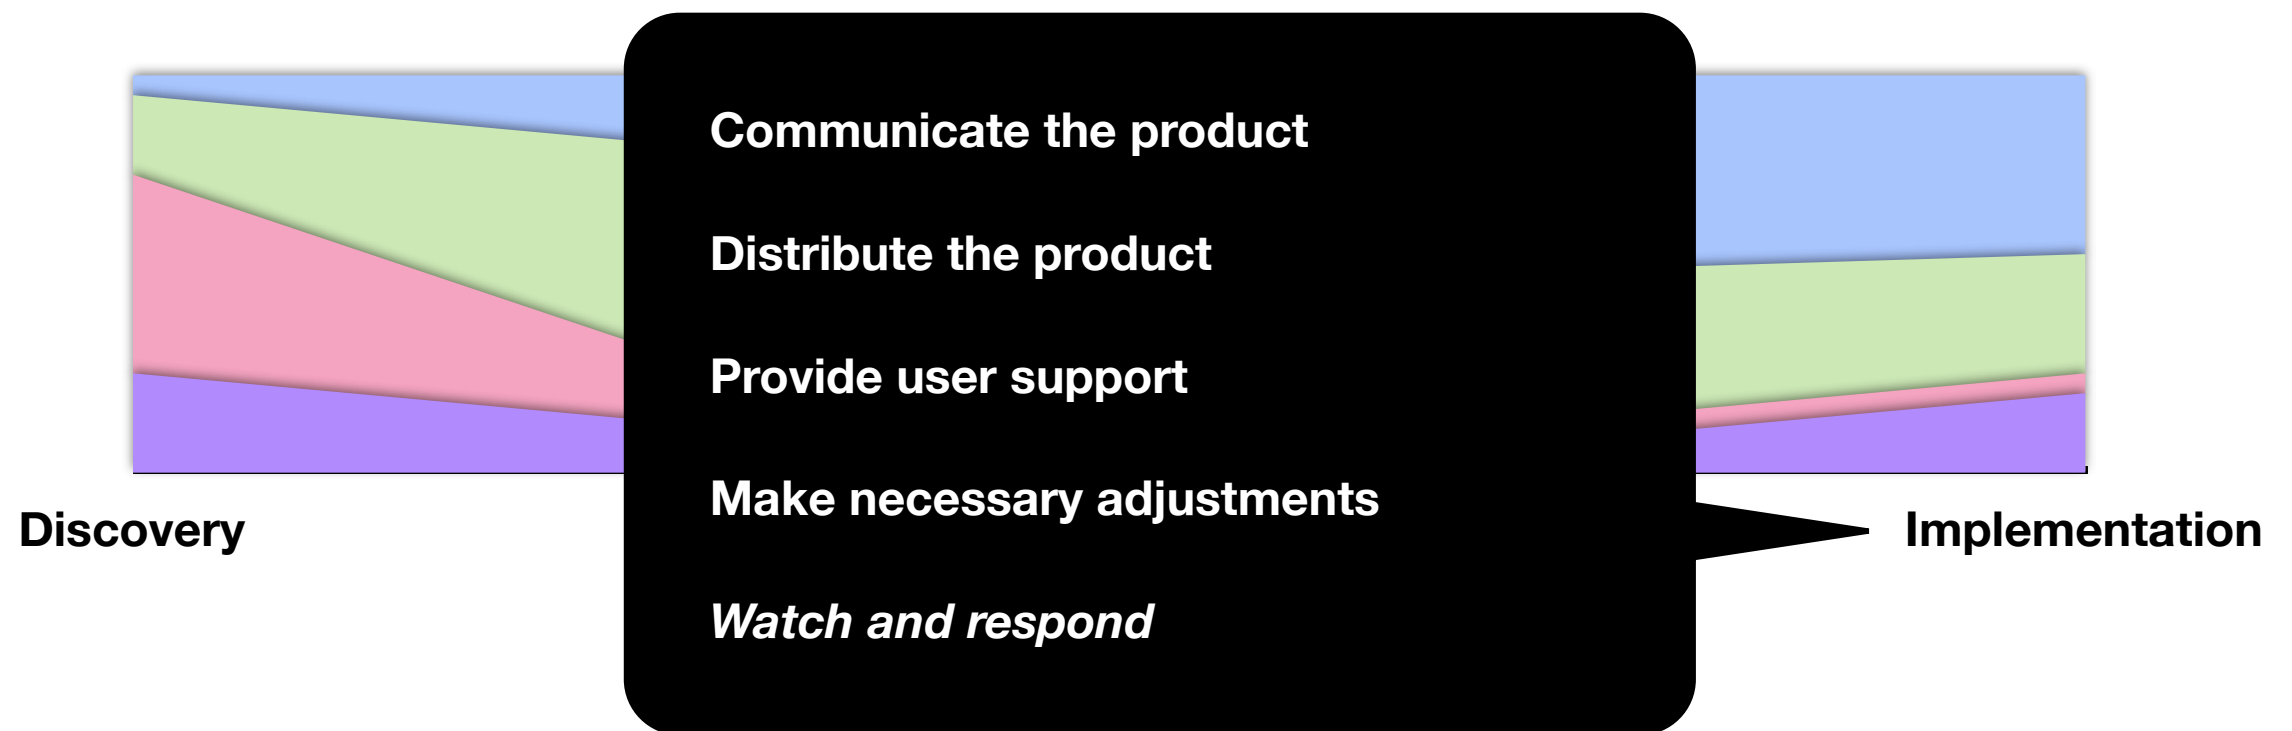 Communicate the product
Distribute the product
Provide user support
Make necessary adjustments
Watch and respond
Discovery
Implementation